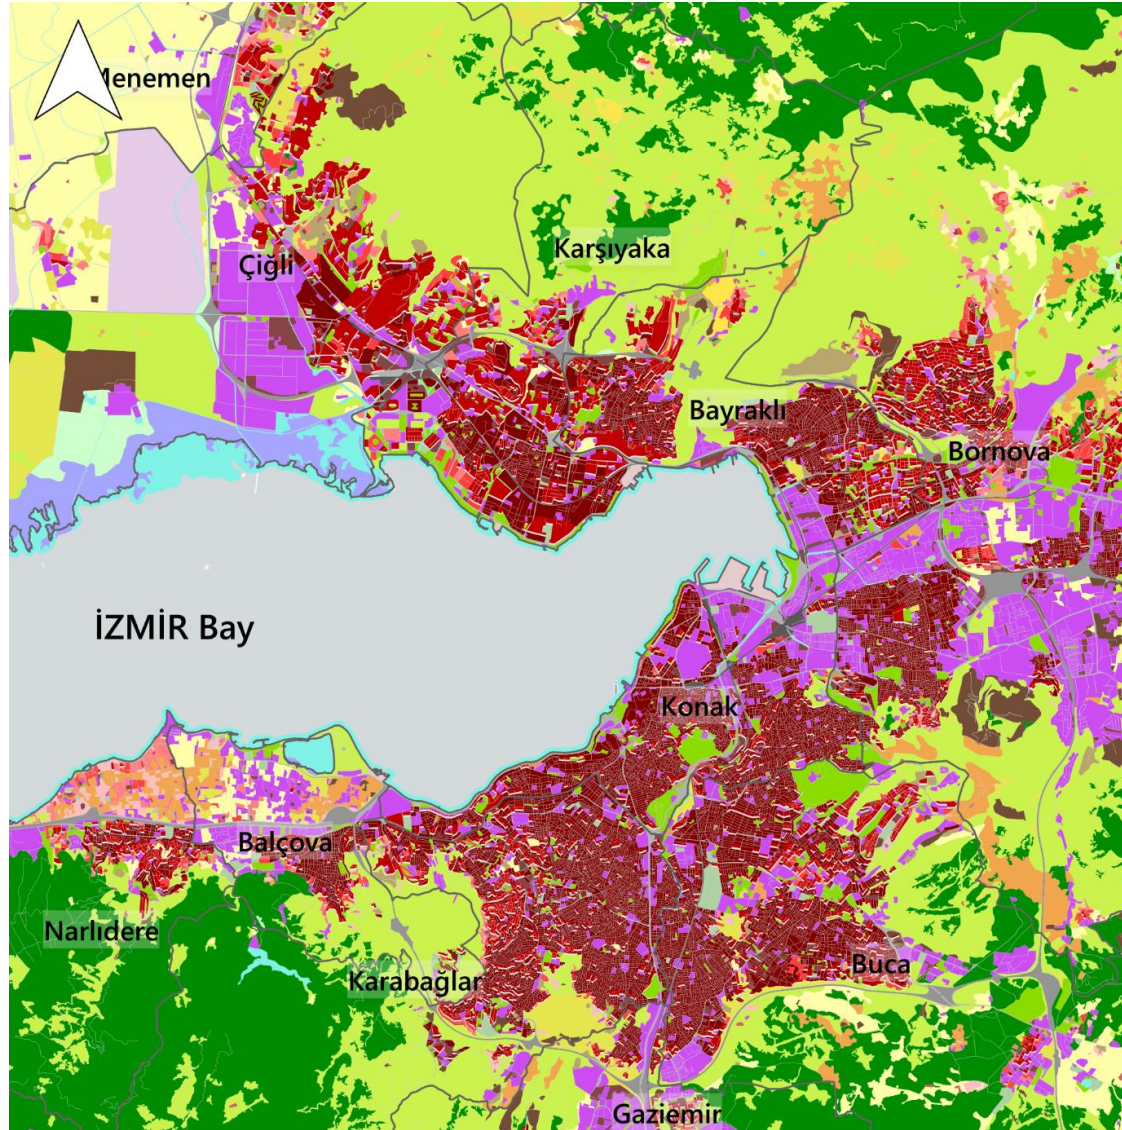 Menemen
Çiğli
Karşıyaka
Bayraklı
Bornova
İZMİR Bay
Konak
Balçova
Narlıdere
Karabağlar
Buca
Gaziemir